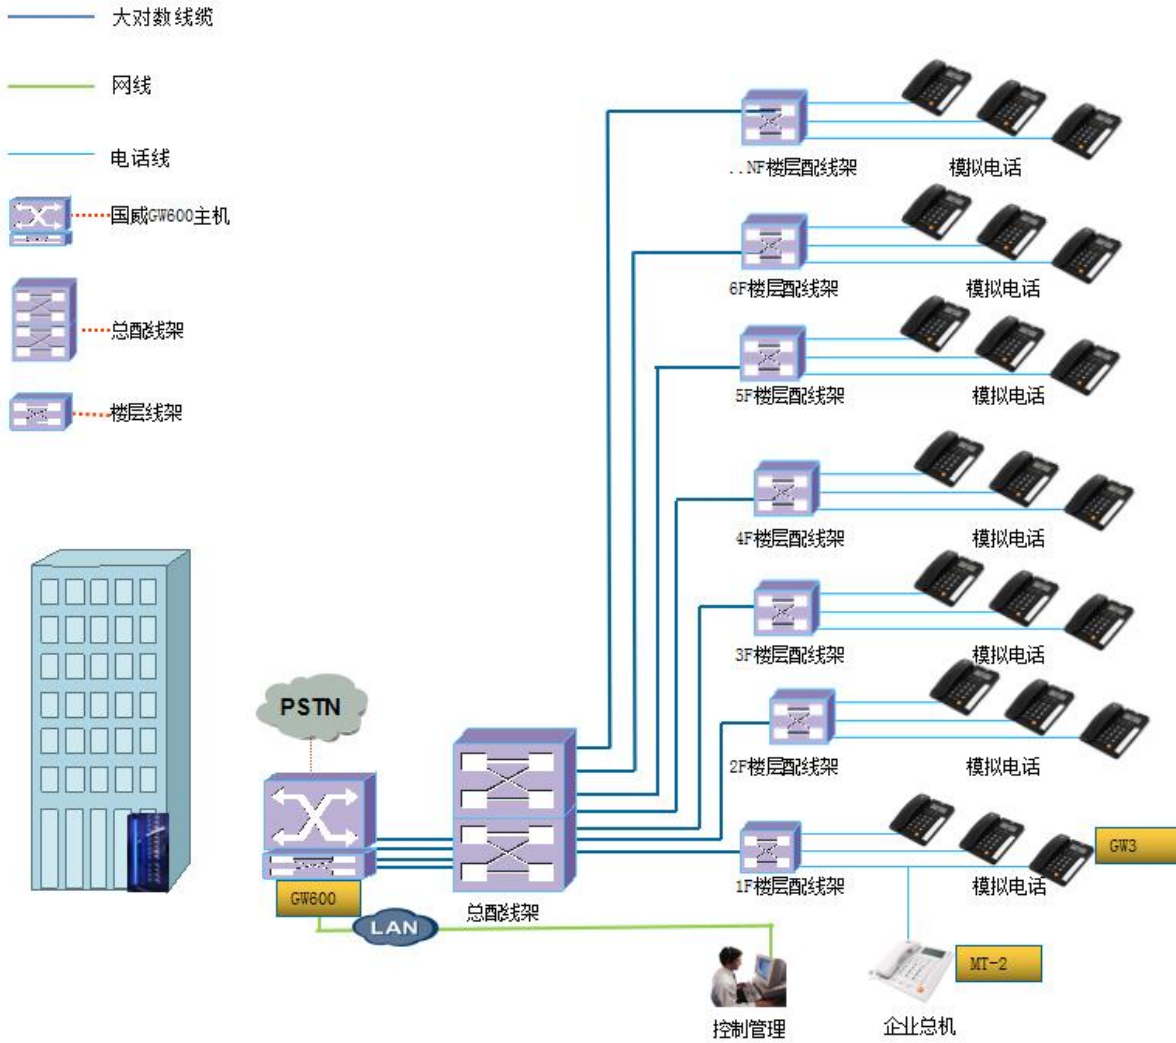 大对数线缆
网线
电话线
国威GW600主机
总配线架
楼层线架
..NF楼层配线架
模拟电话
6F楼层配线架
模拟电话
5F楼层配线架
模拟电话
4F楼层配线架
模拟电话
3F楼层配线架
模拟电话
2F楼层配线架
模拟电话
PSTN
GW3
1F楼层配线架
模拟电话
GW600
总配线架
LAN
MT-2
控制管理
企业总机